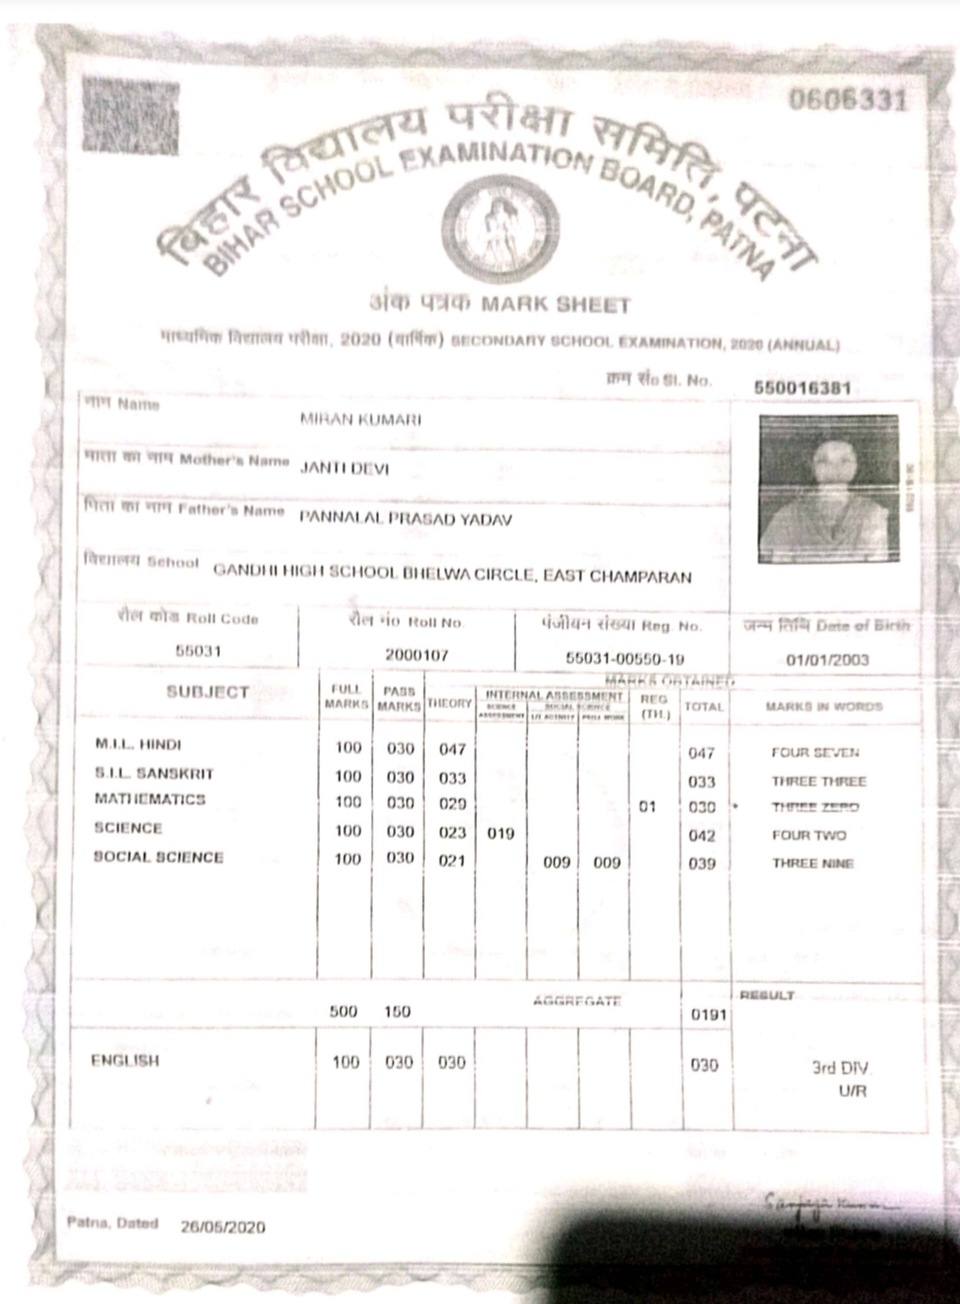 0606331
बिहार विद्यालय परीक्षा समिति, पटना
BIHAR SCHOOL EXAMINATION BOARD, PATNA
अंक पत्रक MARK SHEET
माध्यमिक विद्यालय परीक्षा, 2020 (वार्षिक) SECONDARY SCHOOL EXAMINATION, 2020 (ANNUAL)
क्रम सं० Sl. No. 550016381
नाम Name MIRAN KUMARI
माता का नाम Mother's Name JANTI DEVI
पिता का नाम Father's Name PANNALAL PRASAD YADAV
विद्यालय School GANDHI HIGH SCHOOL BHELWA CIRCLE, EAST CHAMPARAN
रौल कोड Roll Code रौल नं० Roll No. पंजीयन संख्या Reg. No. जन्म तिथि Date of Birth
55031 2000107 55031-00550-19 01/01/2003
MARKS OBTAINED
SUBJECT FULL MARKS PASS MARKS THEORY INTERNAL ASSESSMENT REG (TH.) TOTAL MARKS IN WORDS
SCIENCE ASSESSMENT SOCIAL SCIENCE LIT ACTIVITY PROJ WORK
M.I.L. HINDI 100 030 047 047 FOUR SEVEN
S.I.L. SANSKRIT 100 030 033 033 THREE THREE
MATHEMATICS 100 030 029 01 030 * THREE ZERO
SCIENCE 100 030 023 019 042 FOUR TWO
SOCIAL SCIENCE 100 030 021 009 009 039 THREE NINE
500 150 AGGREGATE 0191 RESULT
ENGLISH 100 030 030 030 3rd DIV.
U/R
Patna, Dated 26/05/2020